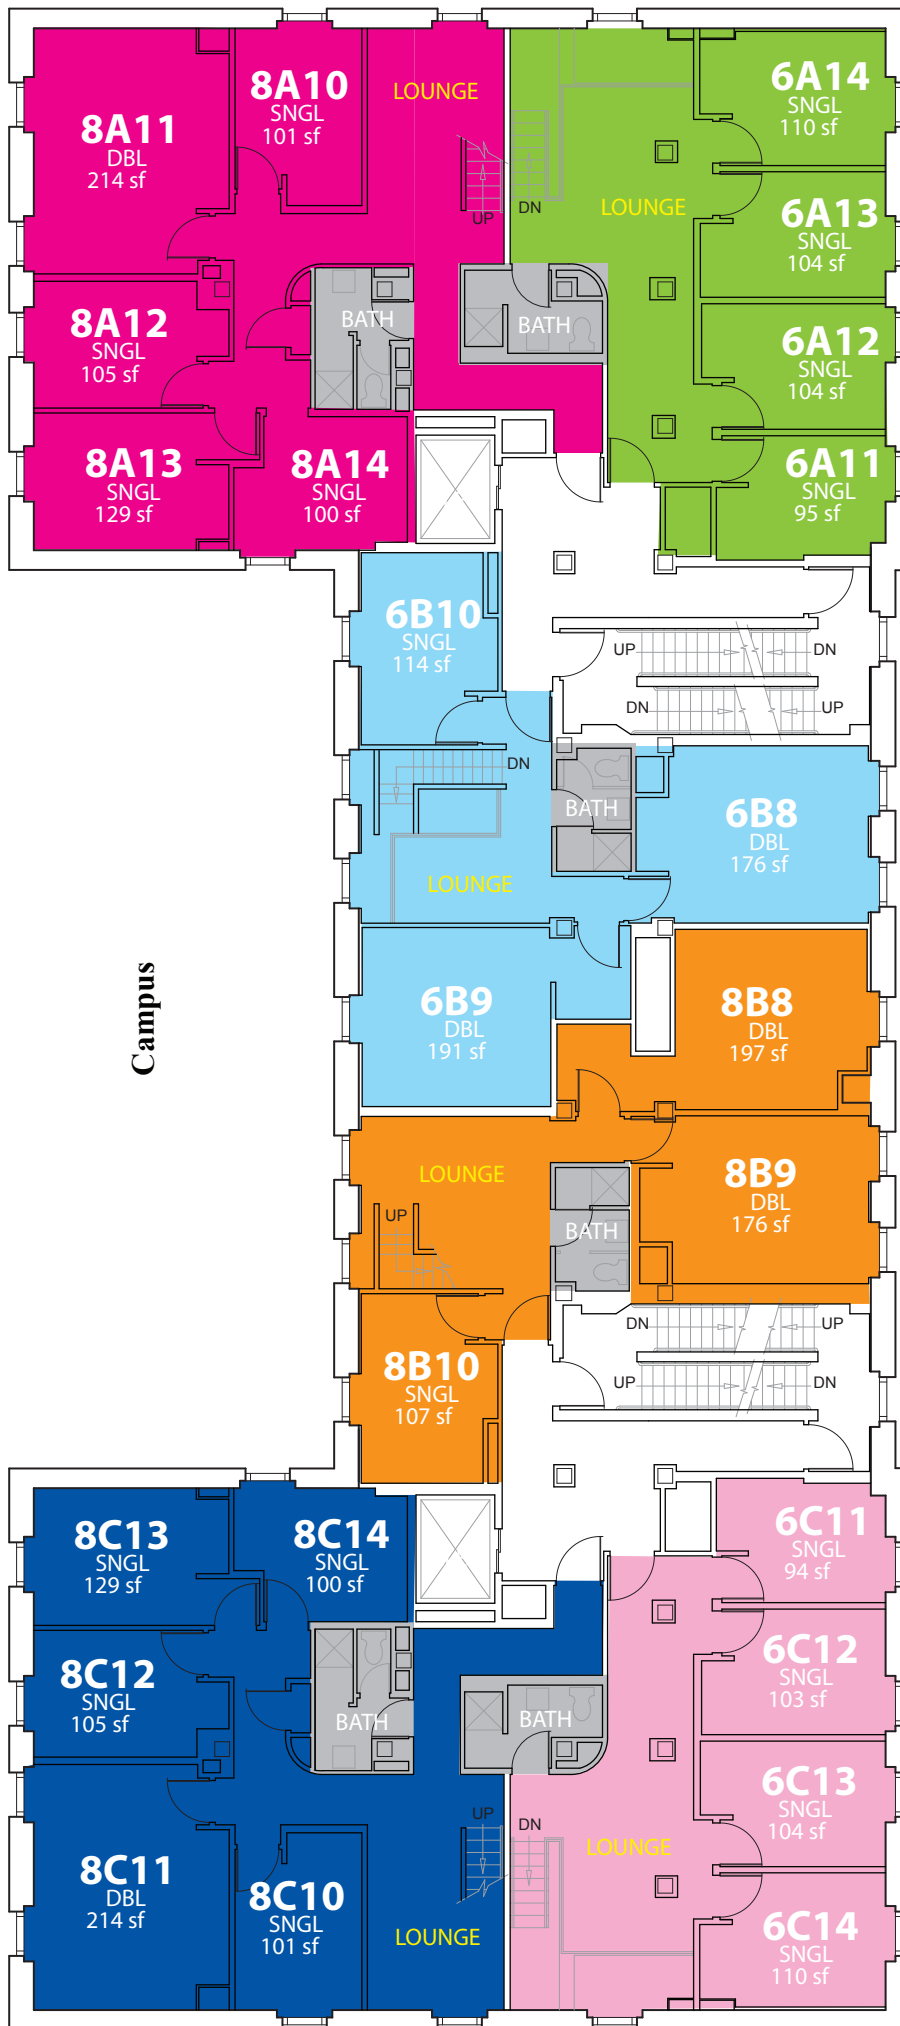 8A11
DBL
214 sf
8A10
SNGL
101 sf
LOUNGE
UP
DN
LOUNGE
6A14
SNGL
110 sf
6A13
SNGL
104 sf
8A12
SNGL
105 sf
BATH
BATH
6A12
SNGL
104 sf
8A13
SNGL
129 sf
8A14
SNGL
100 sf
6A11
SNGL
95 sf
6B10
SNGL
114 sf
UP
DN
DN
UP
DN
BATH
6B8
DBL
176 sf
LOUNGE
Campus
6B9
DBL
191 sf
8B8
DBL
197 sf
LOUNGE
UP
BATH
8B9
DBL
176 sf
8B10
SNGL
107 sf
DN
UP
UP
DN
8C13
SNGL
129 sf
8C14
SNGL
100 sf
6C11
SNGL
94 sf
8C12
SNGL
105 sf
BATH
BATH
6C12
SNGL
103 sf
6C13
SNGL
104 sf
UP
DN
LOUNGE
8C11
DBL
214 sf
8C10
SNGL
101 sf
LOUNGE
6C14
SNGL
110 sf